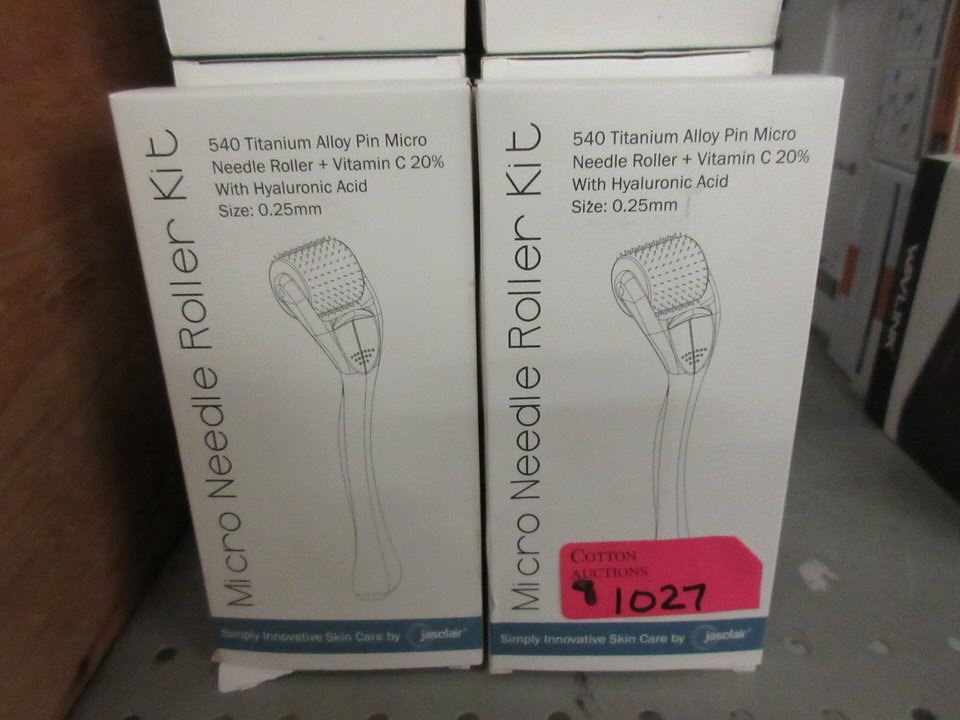 Micro Needle Roller Kit
540 Titanium Alloy Pin Micro
Needle Roller + Vitamin C 20%
With Hyaluronic Acid
Size: 0.25mm
Simply Innovative Skin Care by jasclair
Micro Needle Roller Kit
540 Titanium Alloy Pin Micro
Needle Roller + Vitamin C 20%
With Hyaluronic Acid
Size: 0.25mm
COTTON
AUCTIONS
9 1027
Simply Innovative Skin Care by jasclair
WAVLINK